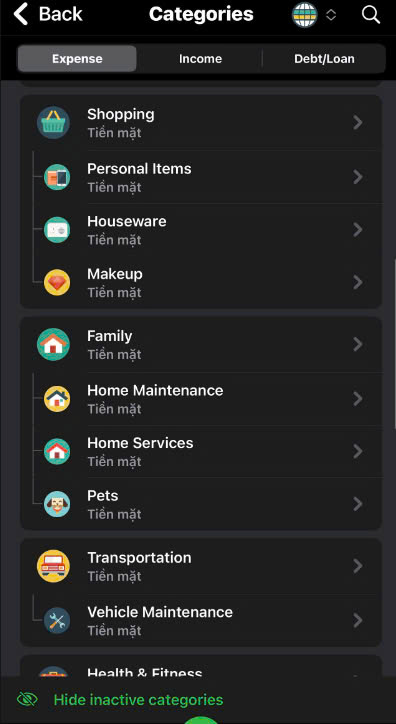 Back
Categories
Expense
Income
Debt/Loan
Shopping
Tiền mặt
Personal Items
Tiền mặt
Houseware
Tiền mặt
Makeup
Tiền mặt
Family
Tiền mặt
Home Maintenance
Tiền mặt
Home Services
Tiền mặt
Pets
Tiền mặt
Transportation
Tiền mặt
Vehicle Maintenance
Tiền mặt
Health & Fitness
Hide inactive categories